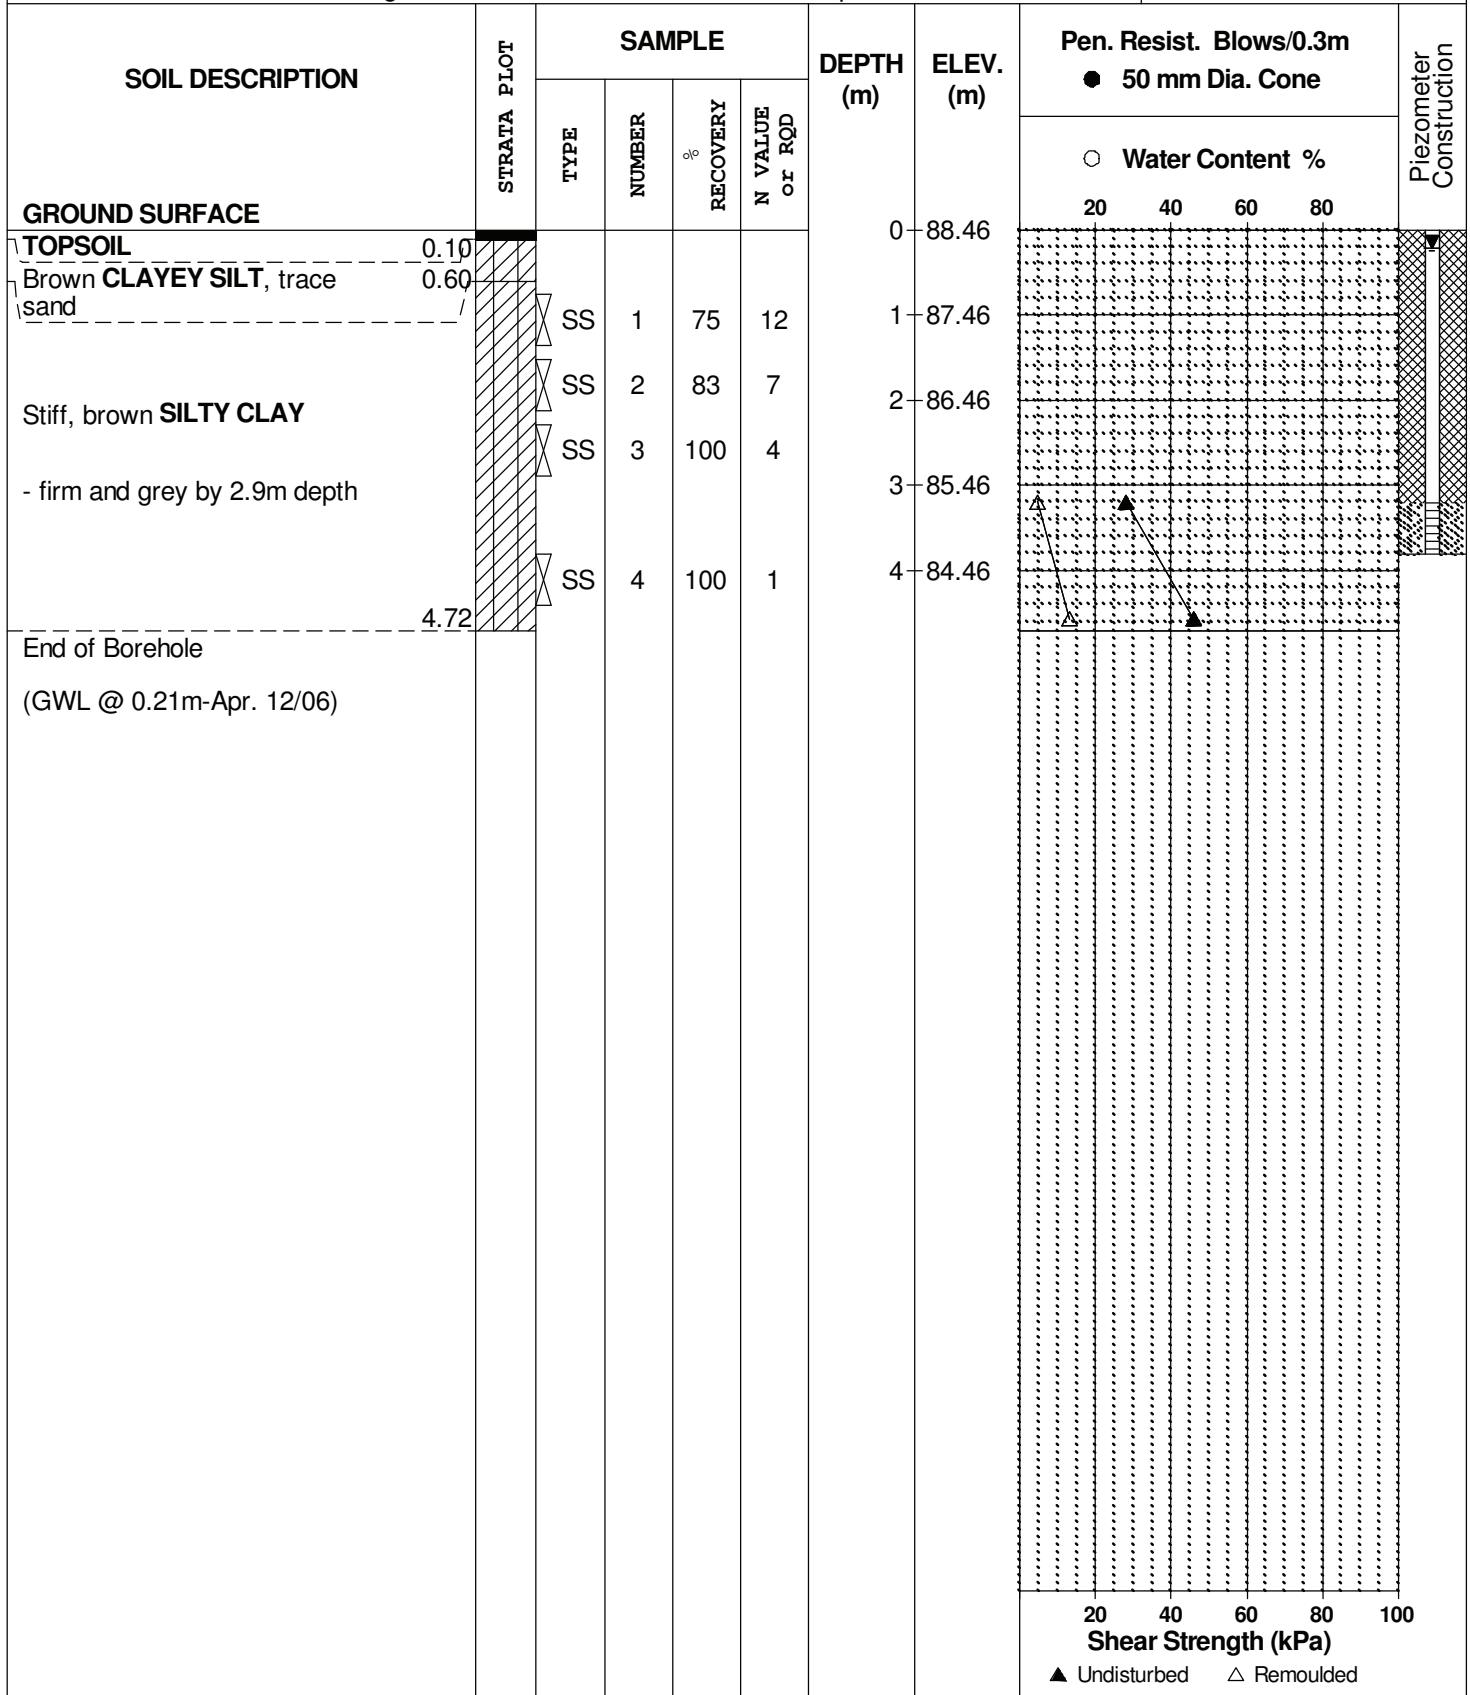 SOIL DESCRIPTION
GROUND SURFACE
STRATA PLOT
SAMPLE
TYPE
NUMBER
%
RECOVERY
N VALUE
or RQD
DEPTH
(m)
ELEV.
(m)
Pen. Resist. Blows/0.3m
● 50 mm Dia. Cone
○ Water Content %
20 40 60 80
Piezometer
Construction
TOPSOIL 0.10
Brown CLAYEY SILT, trace 0.60
sand
Stiff, brown SILTY CLAY
- firm and grey by 2.9m depth
4.72
End of Borehole
(GWL @ 0.21m-Apr. 12/06)
SS 1 75 12
SS 2 83 7
SS 3 100 4
SS 4 100 1
0 88.46
1 87.46
2 86.46
3 85.46
4 84.46
20 40 60 80 100
Shear Strength (kPa)
▲ Undisturbed △ Remoulded